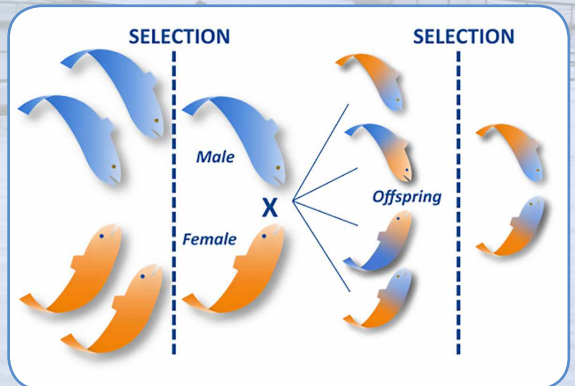 SELECTION
SELECTION
Male
X
Female
Offspring